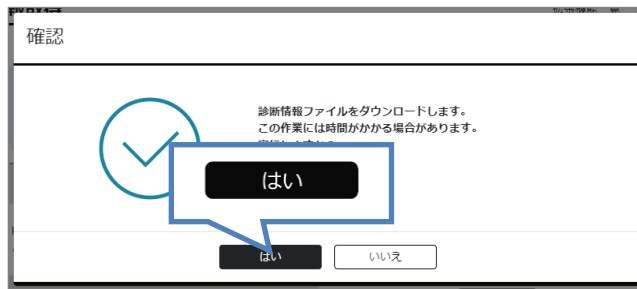 確認
診断情報ファイルをダウンロードします。
この作業には時間がかかる場合があります。
はい
はい
いいえ